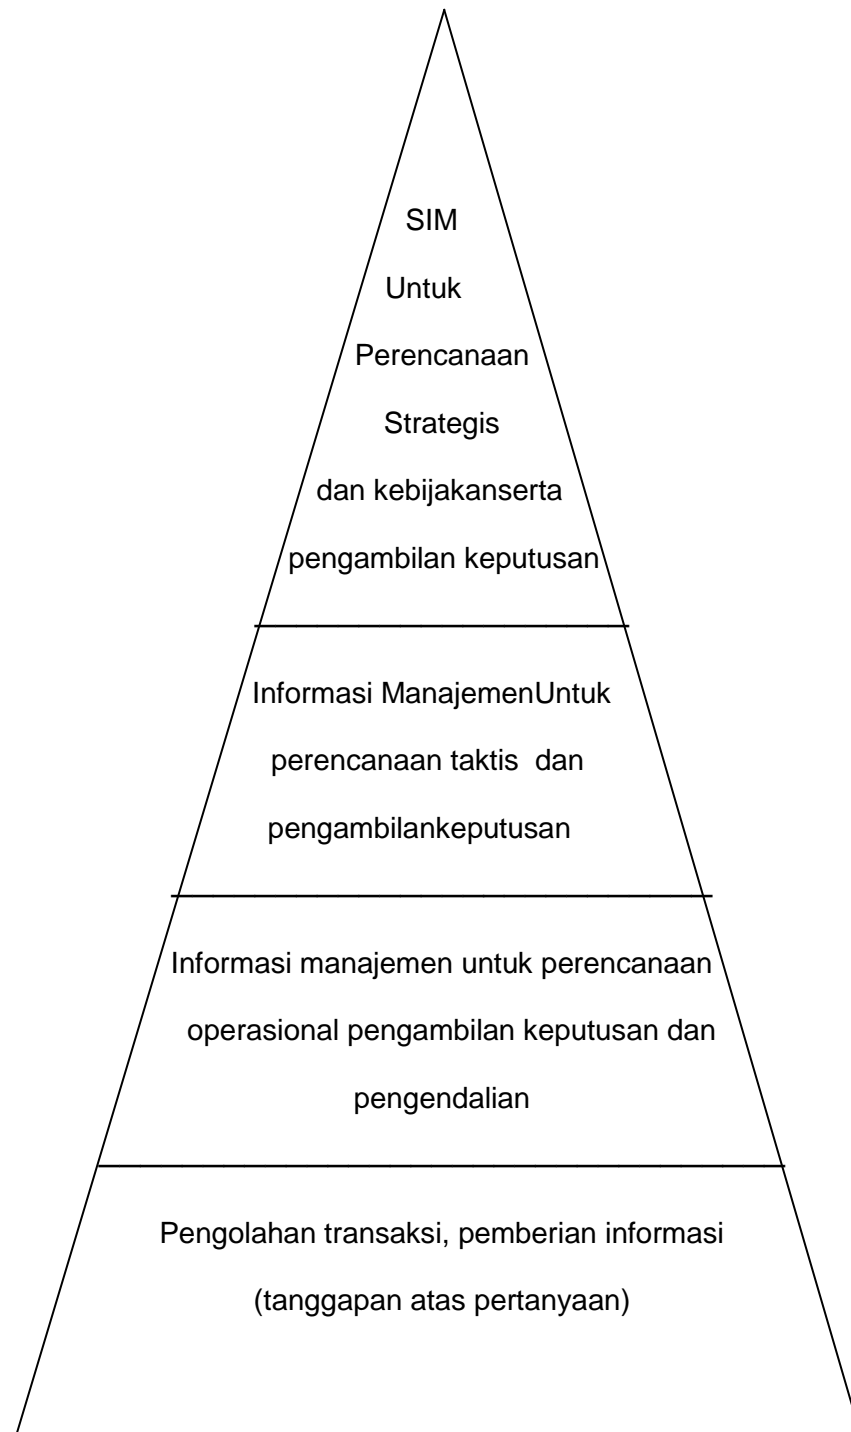 SIM
Untuk
Perencanaan
Strategis
dan kebijakanserta
pengambilan keputusan
Informasi ManajemenUntuk
perencanaan taktis  dan
pengambilankeputusan
Informasi manajemen untuk perencanaan
operasional pengambilan keputusan dan
pengendalian
Pengolahan transaksi, pemberian informasi
(tanggapan atas pertanyaan)